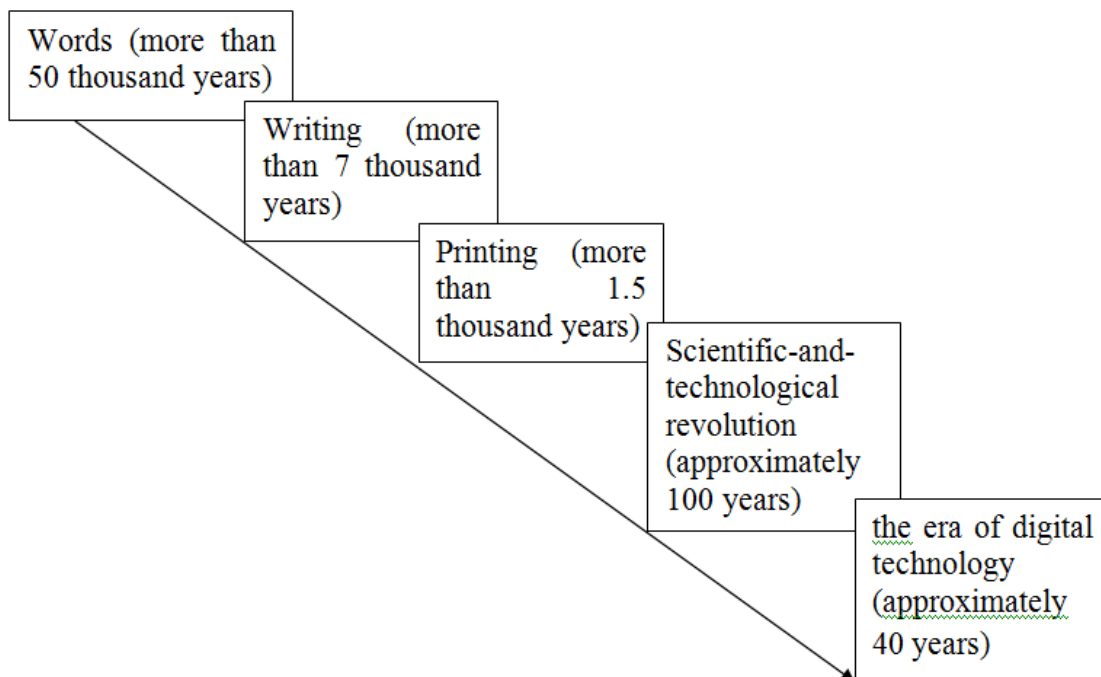 Words (more than
50 thousand years)
Writing (more
than 7 thousand
years)
Printing (more
than 1.5
thousand years)
Scientific-and-
technological
revolution
(approximately
100 years)
the era of digital
technology
(approximately
40 years)